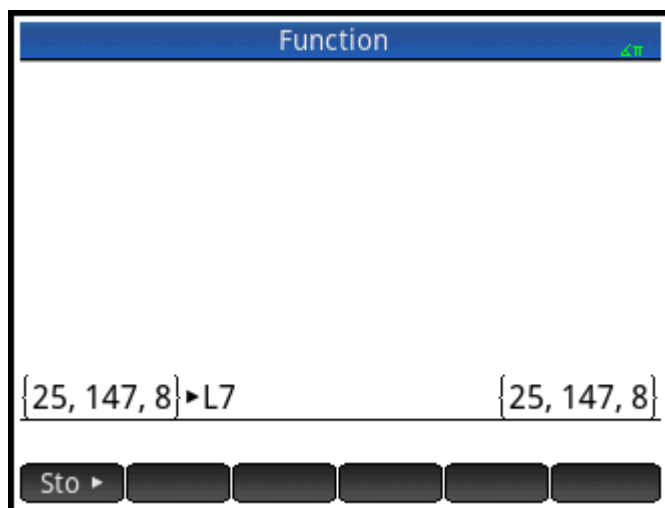 Function
∡π
{25, 147, 8}▶L7 {25, 147, 8}
Sto ▶